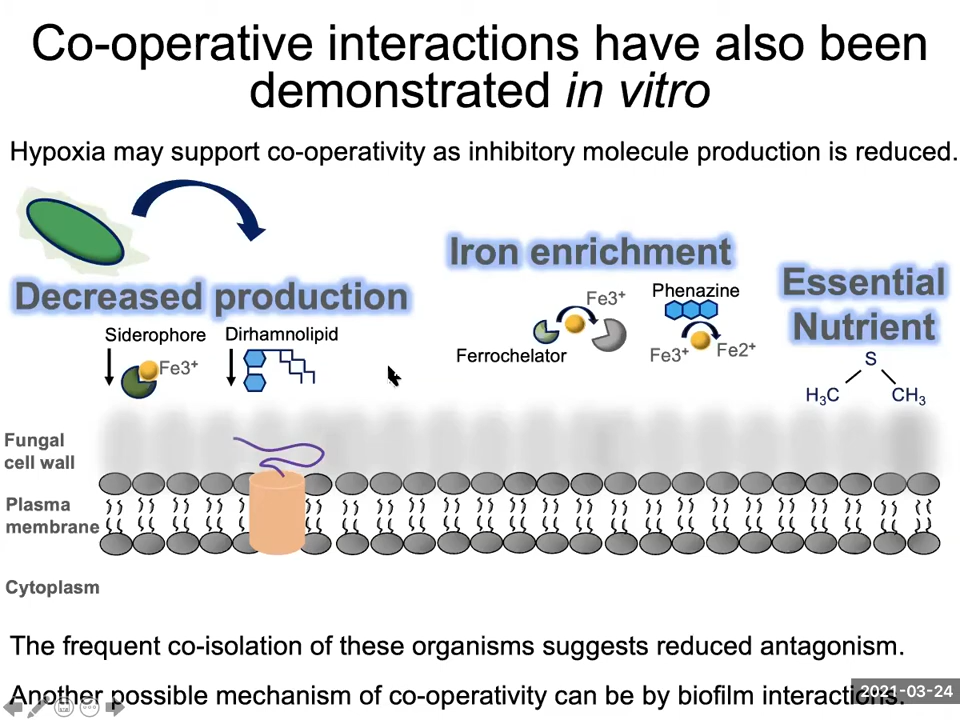 Co-operative interactions have also been
demonstrated in vitro
Hypoxia may support co-operativity as inhibitory molecule production is reduced.
Decreased production
Siderophore
Fe3+
Dirhamnolipid
Iron enrichment
Ferrochelator
Fe3+
Phenazine
Fe3+
Fe2+
Essential
Nutrient
S
H₃C
CH₃
Fungal
cell wall
Plasma
membrane
Cytoplasm
The frequent co-isolation of these organisms suggests reduced antagonism.
Another possible mechanism of co-operativity can be by biofilm interactions.
2021-03-24